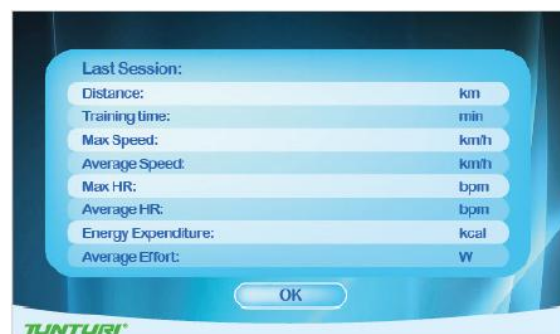 Last Session:
Distance: km
Training time: min
Max Speed: km/h
Average Speed: km/h
Max HR: bpm
Average HR: bpm
Energy Expenditure: kcal
Average Effort: W
OK
TUNTURI®